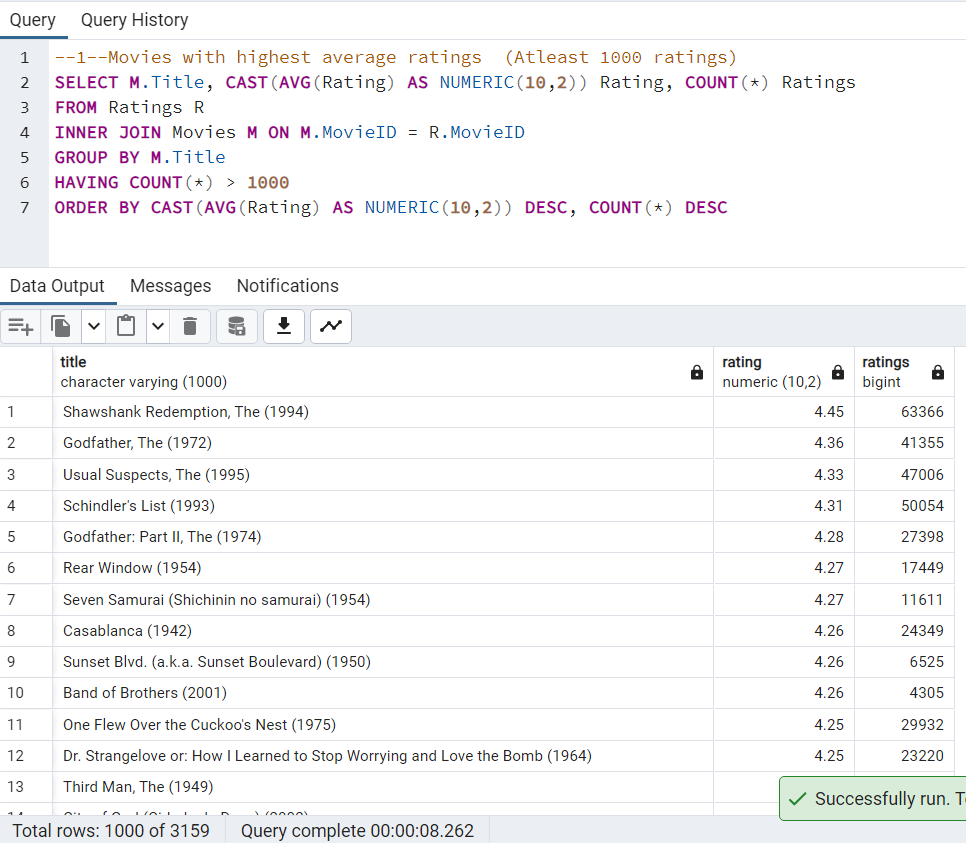 Query Query History
1 --1--Movies with highest average ratings (Atleast 1000 ratings)
2 SELECT M.Title, CAST(AVG(Rating) AS NUMERIC(10,2)) Rating, COUNT(*) Ratings
3 FROM Ratings R
4 INNER JOIN Movies M ON M.MovieID = R.MovieID
5 GROUP BY M.Title
6 HAVING COUNT(*) > 1000
7 ORDER BY CAST(AVG(Rating) AS NUMERIC(10,2)) DESC, COUNT(*) DESC
Data Output Messages Notifications
title rating ratings
character varying (1000) numeric (10,2) bigint
1 Shawshank Redemption, The (1994) 4.45 63366
2 Godfather, The (1972) 4.36 41355
3 Usual Suspects, The (1995) 4.33 47006
4 Schindler's List (1993) 4.31 50054
5 Godfather: Part II, The (1974) 4.28 27398
6 Rear Window (1954) 4.27 17449
7 Seven Samurai (Shichinin no samurai) (1954) 4.27 11611
8 Casablanca (1942) 4.26 24349
9 Sunset Blvd. (a.k.a. Sunset Boulevard) (1950) 4.26 6525
10 Band of Brothers (2001) 4.26 4305
11 One Flew Over the Cuckoo's Nest (1975) 4.25 29932
12 Dr. Strangelove or: How I Learned to Stop Worrying and Love the Bomb (1964) 4.25 23220
13 Third Man, The (1949)
Successfully run. T
Total rows: 1000 of 3159 Query complete 00:00:08.262